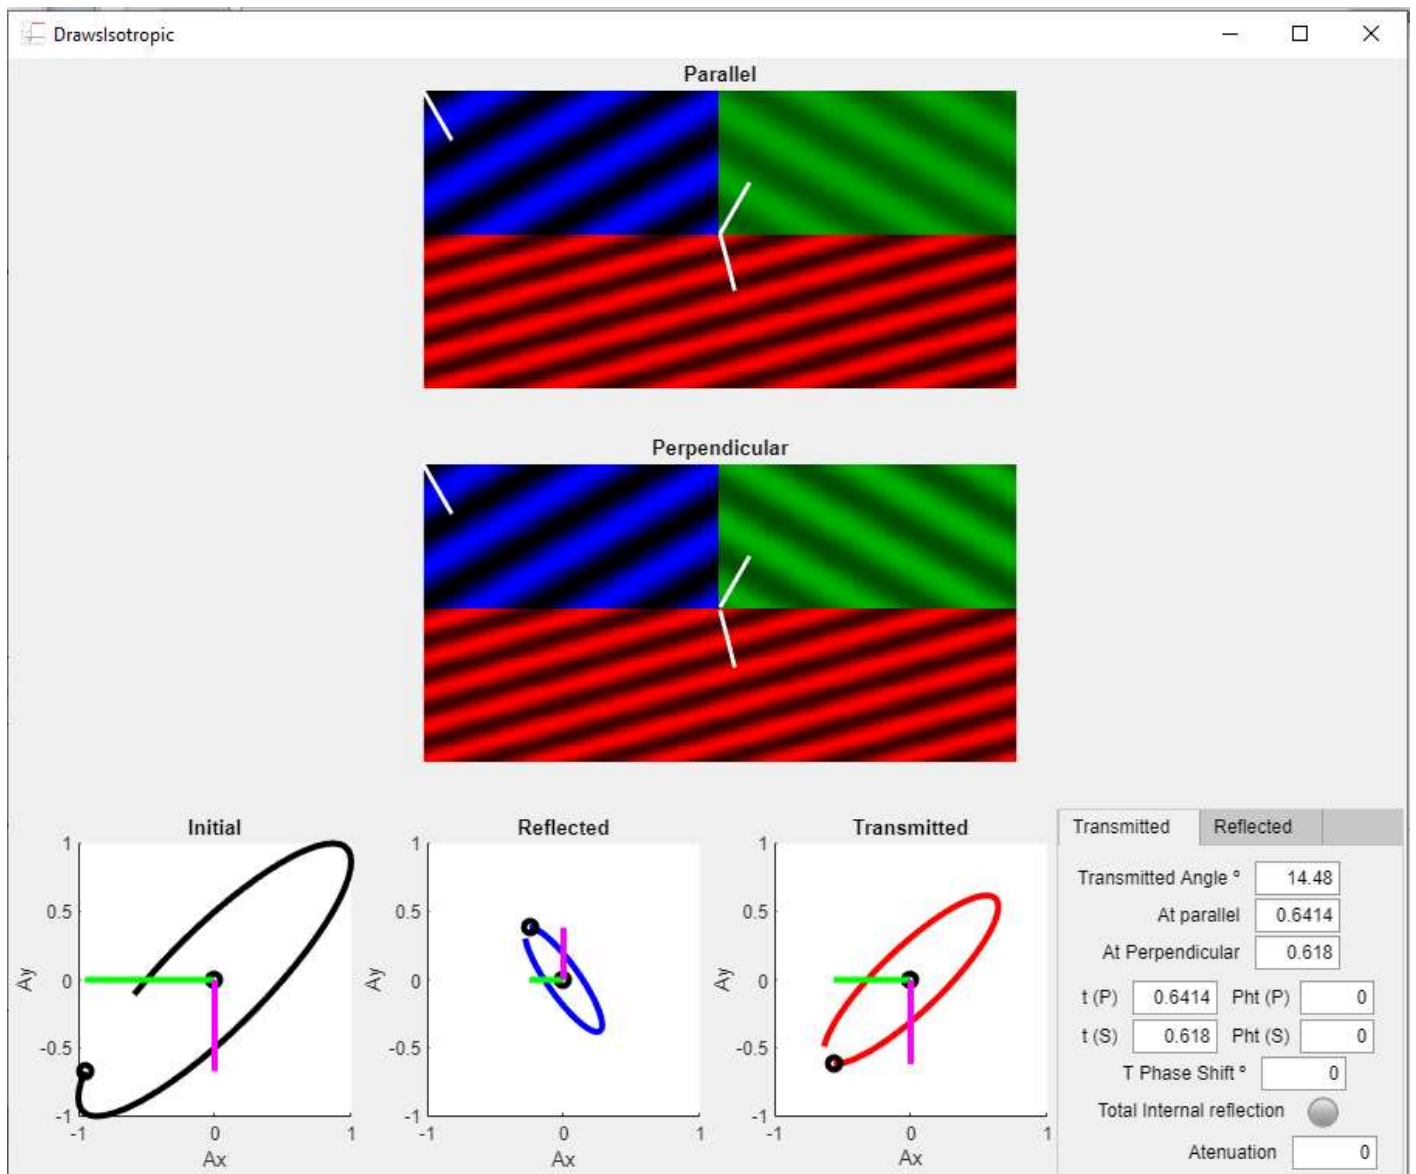 DrawsIsotropic
Parallel
Perpendicular
Initial
1
0.5
0
-0.5
-1
Ay
-1 0 1
Ax
Reflected
1
0.5
0
-0.5
-1
Ay
-1 0 1
Ax
Transmitted
1
0.5
0
-0.5
-1
Ay
-1 0 1
Ax
Transmitted Reflected
Transmitted Angle º 14.48
At parallel 0.6414
At Perpendicular 0.618
t (P) 0.6414 Pht (P) 0
t (S) 0.618 Pht (S) 0
T Phase Shift º 0
Total Internal reflection
Atenuation 0